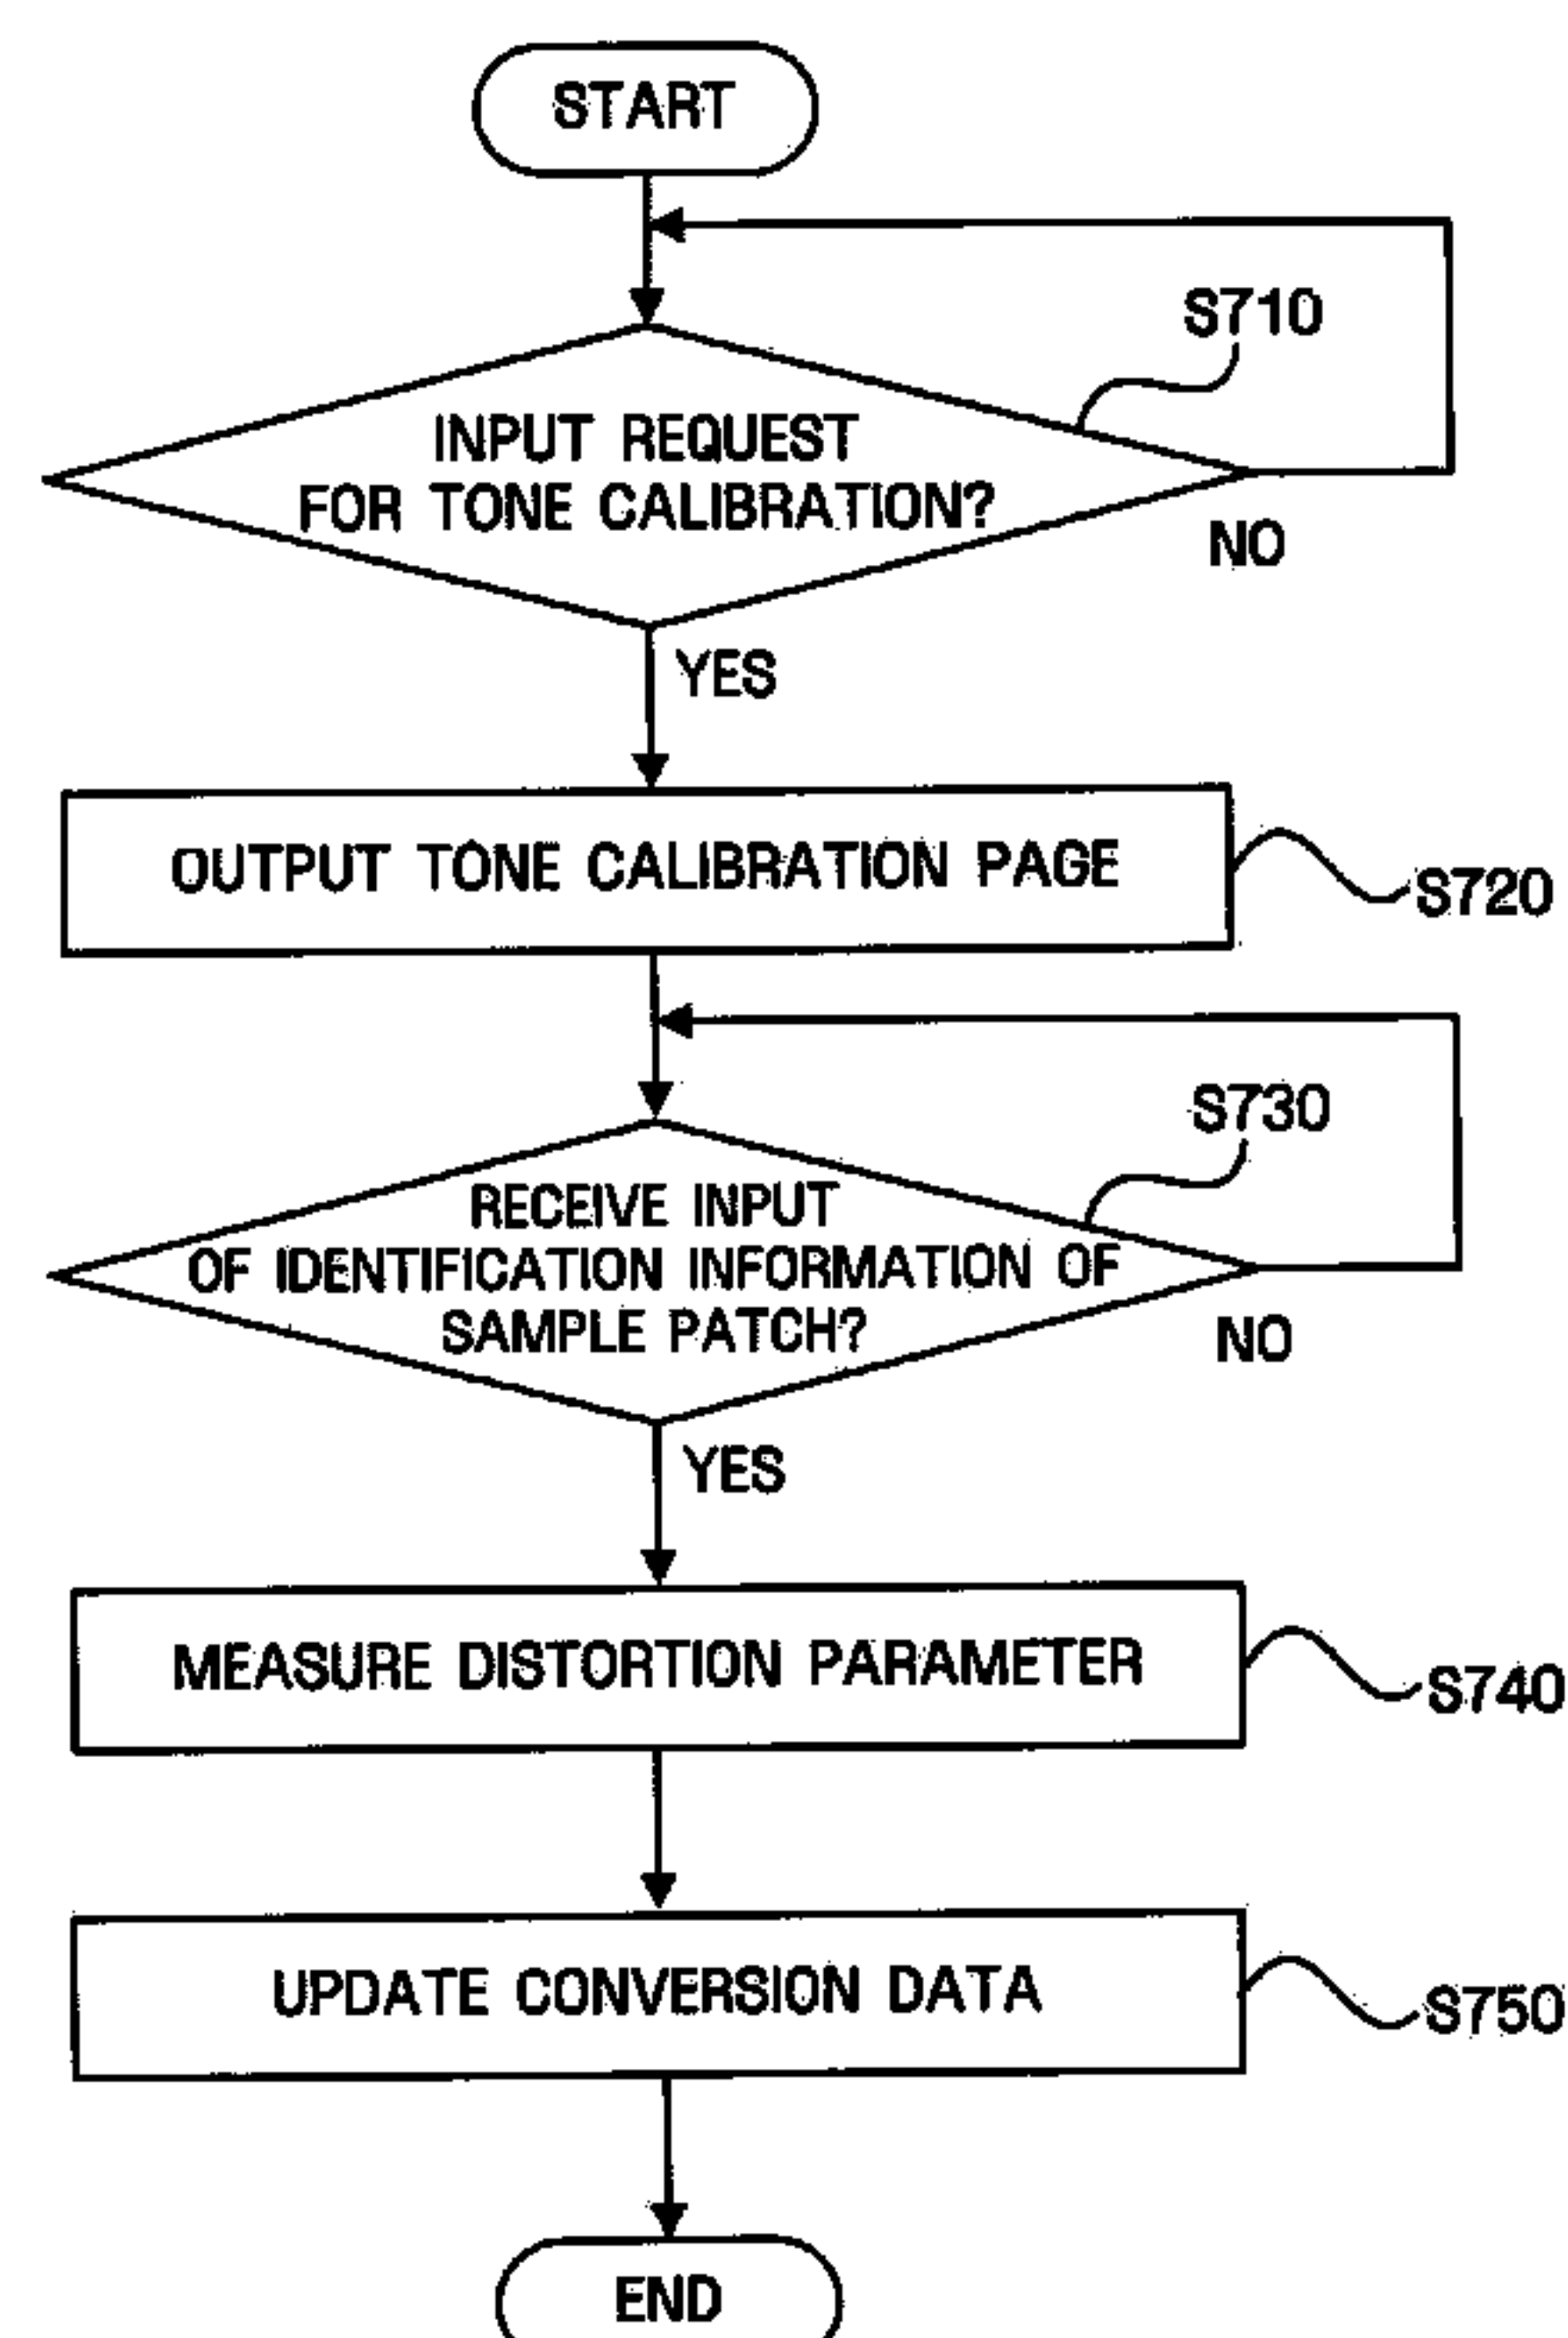 START
S710
INPUT REQUEST
FOR TONE CALIBRATION?
NO
YES
OUTPUT TONE CALIBRATION PAGE
S720
S730
RECEIVE INPUT
OF IDENTIFICATION INFORMATION OF
SAMPLE PATCH?
NO
YES
MEASURE DISTORTION PARAMETER
S740
UPDATE CONVERSION DATA
S750
END